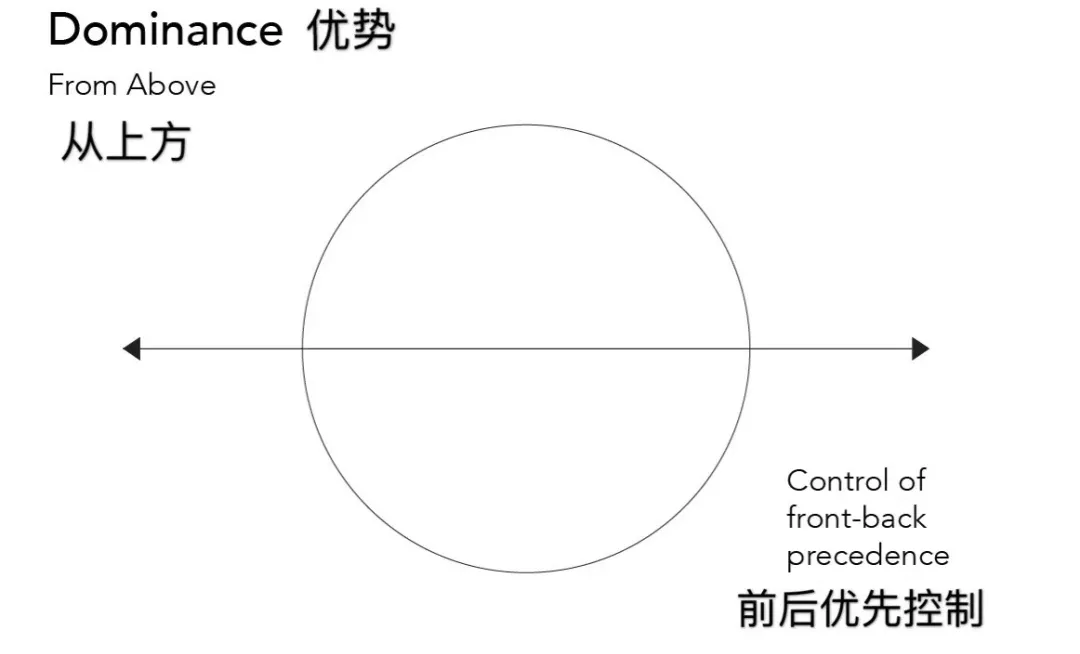 Dominance 优势
From Above
从上方
Control of
front-back
precedence
前后优先控制